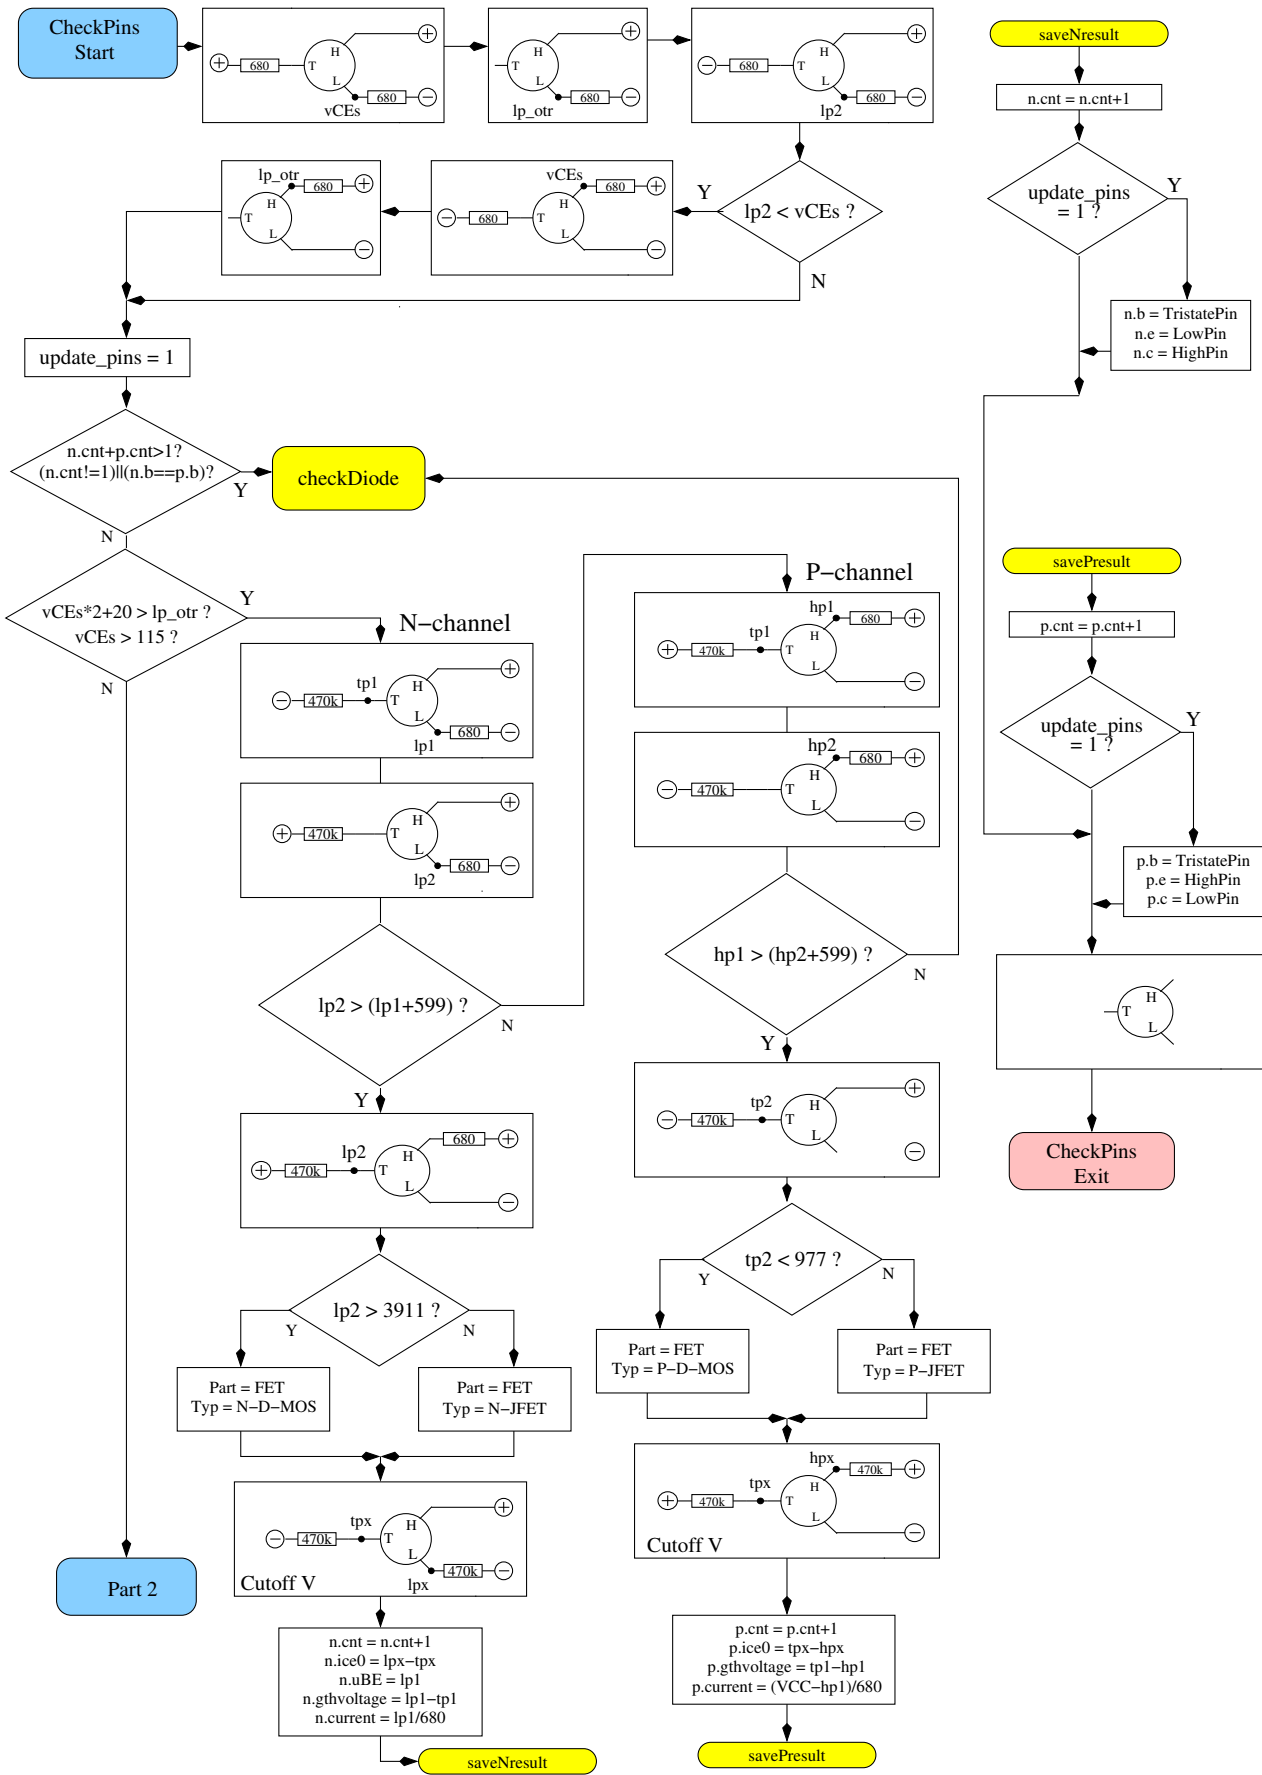 CheckPins
Start
680
T
H
L
680
vCEs
T
H
L
lp_otr
680
T
H
L
680
lp2
saveNresult
n.cnt = n.cnt+1
update_pins
= 1 ?
Y
n.b = TristatePin
n.e = LowPin
n.c = HighPin
lp_otr
680
T
H
L
vCEs
680
680
T
H
L
Y
lp2 < vCEs ?
N
update_pins = 1
n.cnt+p.cnt>1?
(n.cnt!=1)||(n.b==p.b)?
Y
N
checkDiode
vCEs*2+20 > lp_otr ?
vCEs > 115 ?
Y
N
N−channel
470k
tp1
T
H
L
680
lp1
470k
T
H
L
680
lp2
lp2 > (lp1+599) ?
N
Y
470k
lp2
T
H
L
680
lp2 > 3911 ?
Y
N
Part = FET
Typ = N−D−MOS
Part = FET
Typ = N−JFET
470k
tpx
T
H
L
470k
lpx
Cutoff V
n.cnt = n.cnt+1
n.ice0 = lpx−tpx
n.uBE = lp1
n.gthvoltage = lp1−tp1
n.current = lp1/680
saveNresult
Part 2
P−channel
hp1
680
tp1
470k
T
H
L
hp2
680
470k
T
H
L
hp1 > (hp2+599) ?
N
Y
470k
tp2
T
H
L
tp2 < 977 ?
Y
N
Part = FET
Typ = P−D−MOS
Part = FET
Typ = P−JFET
hpx
470k
tpx
470k
T
H
L
Cutoff V
p.cnt = p.cnt+1
p.ice0 = tpx−hpx
p.gthvoltage = tp1−hp1
p.current = (VCC−hp1)/680
savePresult
savePresult
p.cnt = p.cnt+1
update_pins
= 1 ?
Y
p.b = TristatePin
p.e = HighPin
p.c = LowPin
T
H
L
CheckPins
Exit